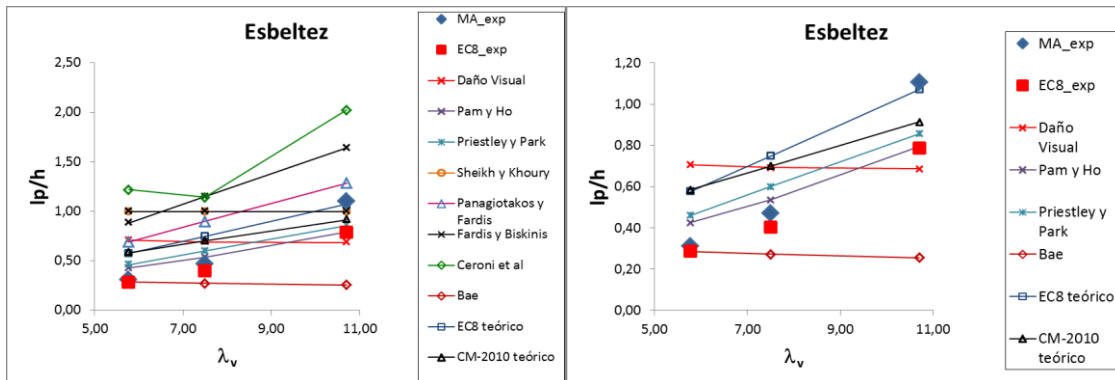 Esbeltez
2,50
2,00
1,50
1,00
0,50
0,00
lp/h
5,00 7,00 9,00 11,00
λv
MA_exp
EC8_exp
Daño Visual
Pam y Ho
Priestley y Park
Sheikh y Khoury
Panagiotakos y
Fardis
Fardis y Biskinis
Ceroni et al
Bae
EC8 teórico
CM-2010 teórico
Esbeltez
1,20
1,00
0,80
0,60
0,40
0,20
0,00
lp/h
5,00 7,00 9,00 11,00
λv
MA_exp
EC8_exp
Daño
Visual
Pam y Ho
Priestley y
Park
Bae
EC8 teórico
CM-2010
teórico